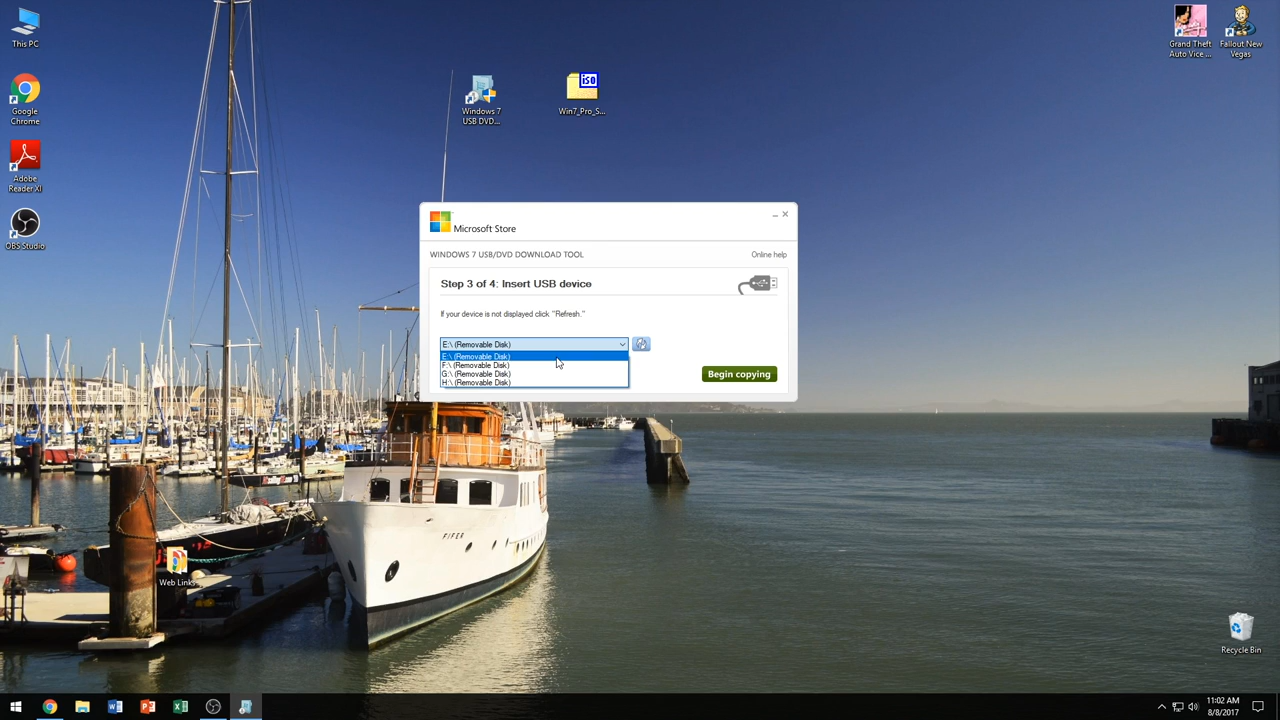 This PC
Google
Chrome
Adobe
Reader XI
OBS Studio
Windows 7
USB DVD...
ISO
Win7_Pro_S...
Grand Theft
Auto Vice ...
Fallout New
Vegas
Microsoft Store
WINDOWS 7 USB/DVD DOWNLOAD TOOL
Online help
Step 3 of 4: Insert USB device
If your device is not displayed click "Refresh."
E:\ (Removable Disk)
E:\ (Removable Disk)
F:\ (Removable Disk)
G:\ (Removable Disk)
H:\ (Removable Disk)
Begin copying
FIFER
Web Links
Recycle Bin
11:02 AM
8/8/2017